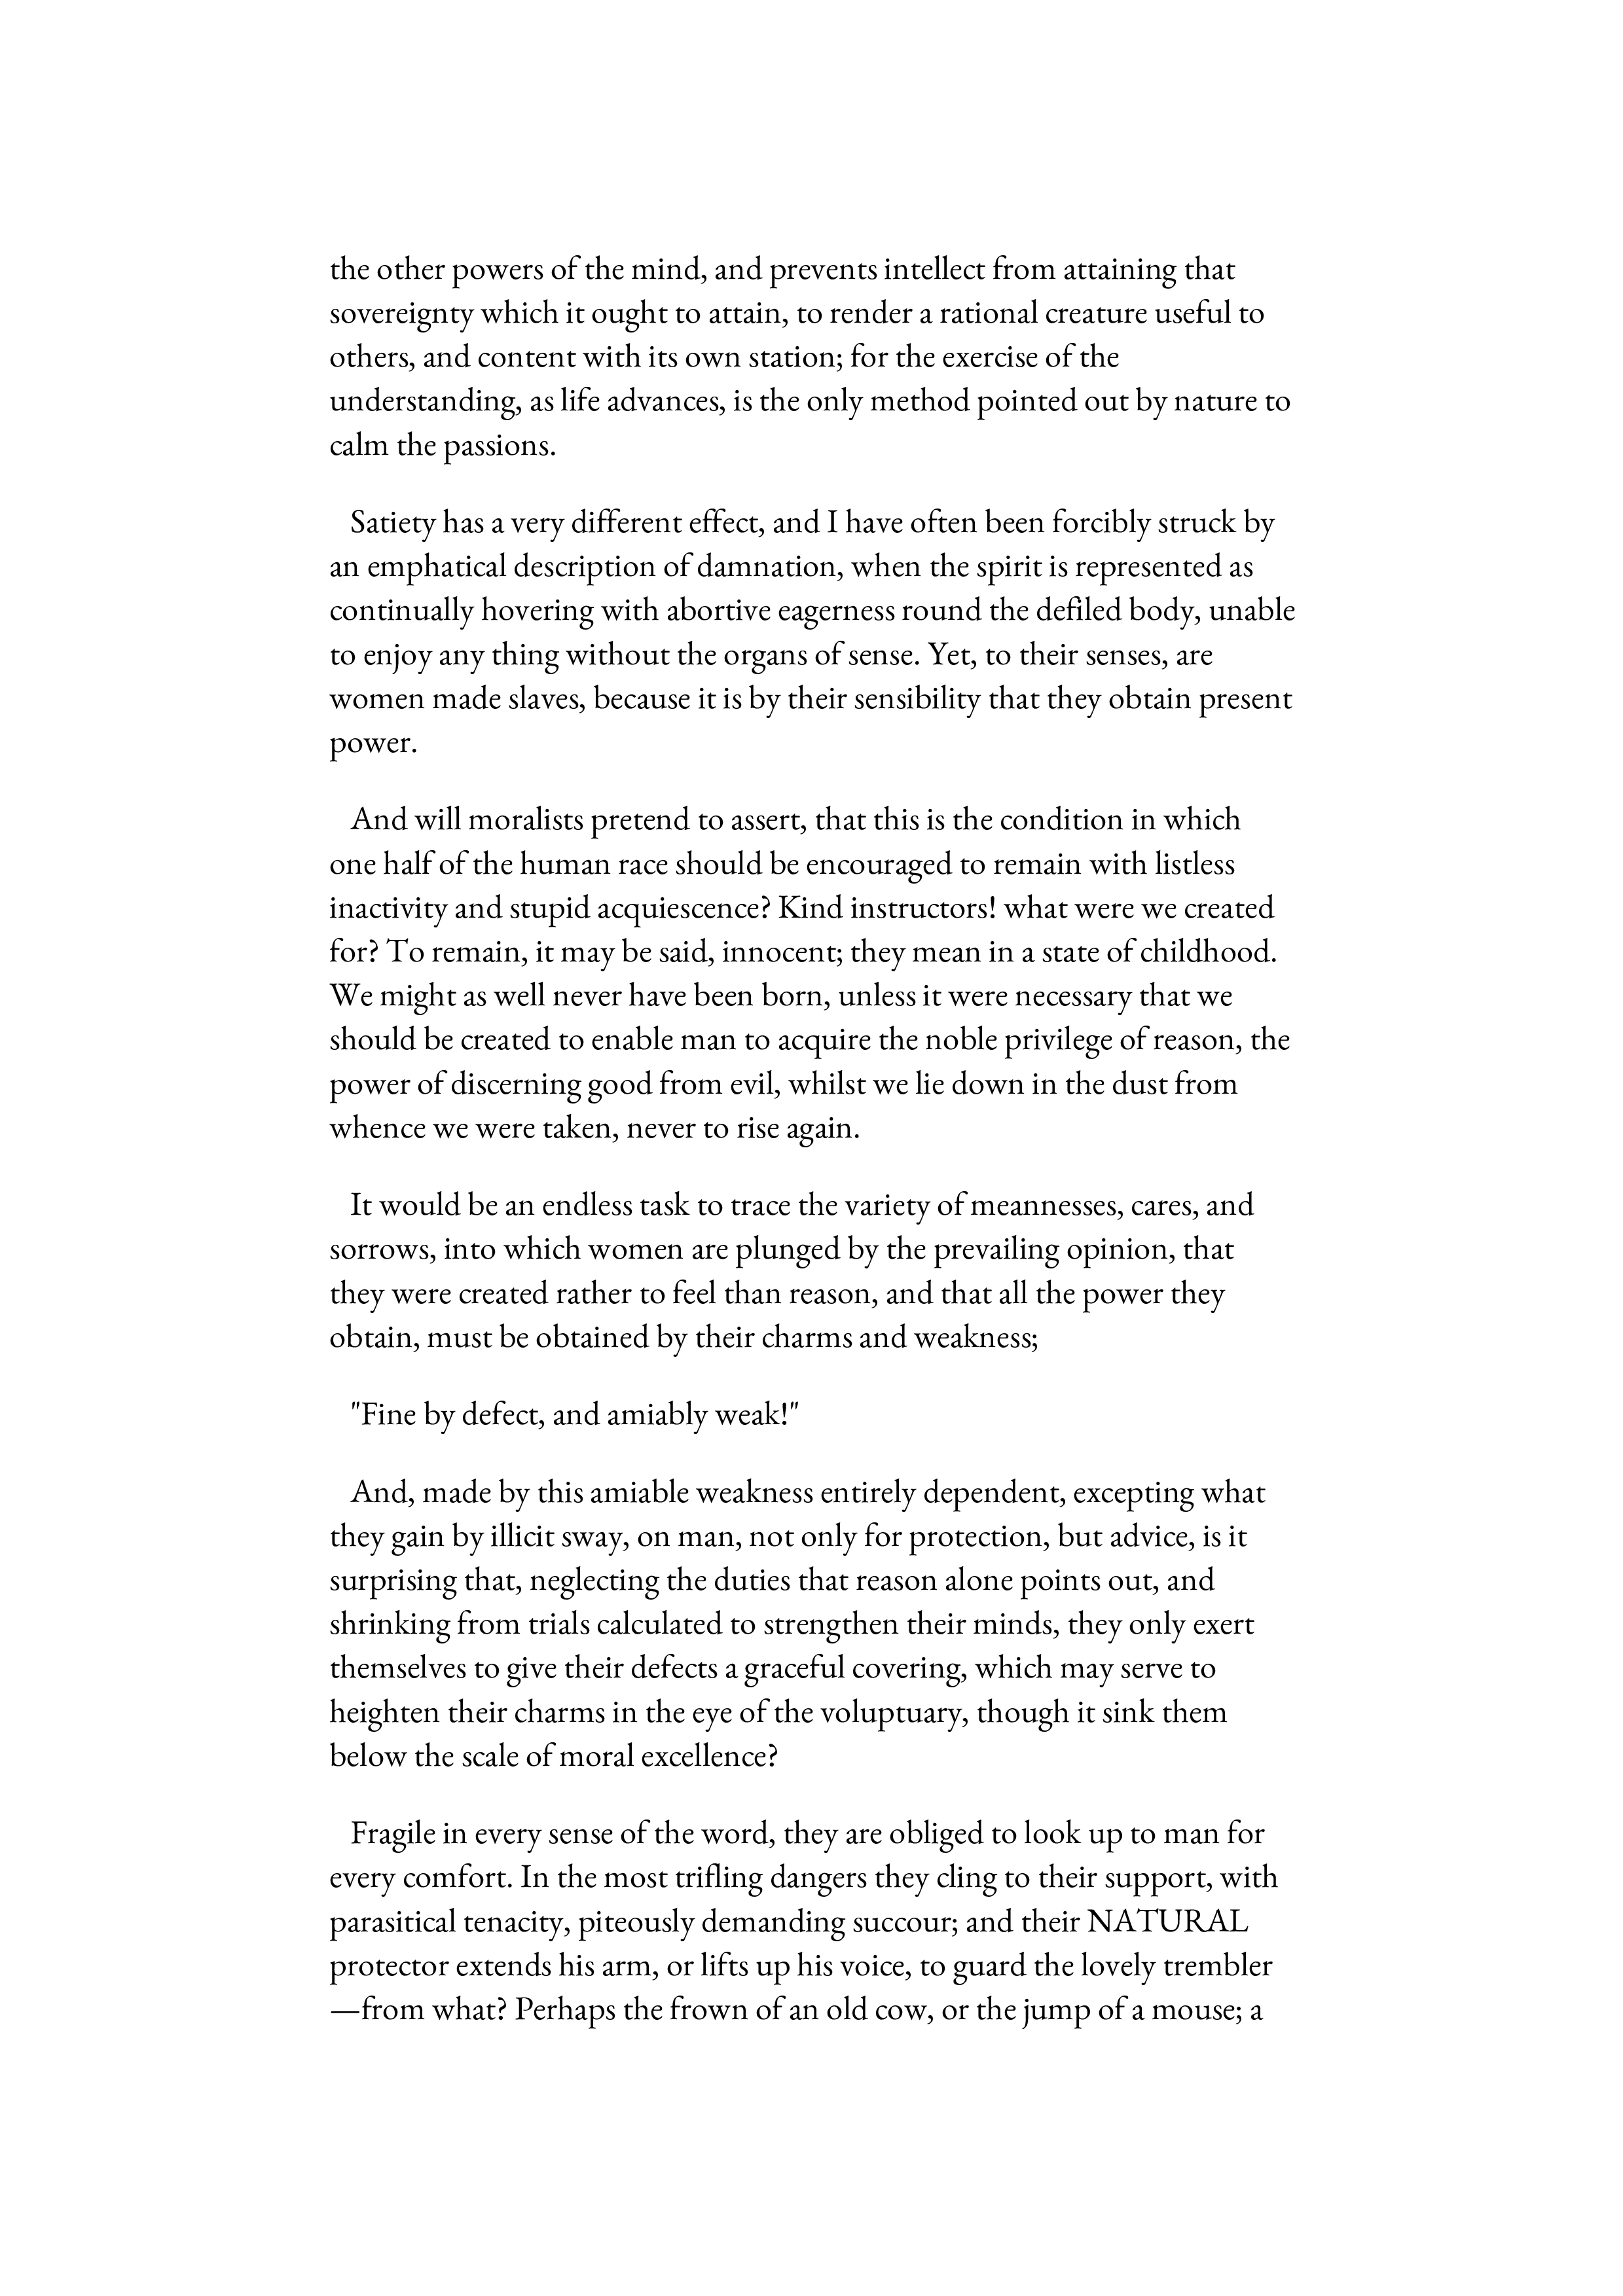 the other powers of the mind, and prevents intellect from attaining that
sovereignty which it ought to attain, to render a rational creature useful to
others, and content with its own station; for the exercise of the
understanding, as life advances, is the only method pointed out by nature to
calm the passions.
Satiety has a very different effect, and I have often been forcibly struck by
an emphatical description of damnation, when the spirit is represented as
continually hovering with abortive eagerness round the defiled body, unable
to enjoy any thing without the organs of sense. Yet, to their senses, are
women made slaves, because it is by their sensibility that they obtain present
power.
And will moralists pretend to assert, that this is the condition in which
one half of the human race should be encouraged to remain with listless
inactivity and stupid acquiescence? Kind instructors! what were we created
for? To remain, it may be said, innocent; they mean in a state of childhood.
We might as well never have been born, unless it were necessary that we
should be created to enable man to acquire the noble privilege of reason, the
power of discerning good from evil, whilst we lie down in the dust from
whence we were taken, never to rise again.
It would be an endless task to trace the variety of meannesses, cares, and
sorrows, into which women are plunged by the prevailing opinion, that
they were created rather to feel than reason, and that all the power they
obtain, must be obtained by their charms and weakness;
"Fine by defect, and amiably weak!"
And, made by this amiable weakness entirely dependent, excepting what
they gain by illicit sway, on man, not only for protection, but advice, is it
surprising that, neglecting the duties that reason alone points out, and
shrinking from trials calculated to strengthen their minds, they only exert
themselves to give their defects a graceful covering, which may serve to
heighten their charms in the eye of the voluptuary, though it sink them
below the scale of moral excellence?
Fragile in every sense of the word, they are obliged to look up to man for
every comfort. In the most trifling dangers they cling to their support, with
parasitical tenacity, piteously demanding succour; and their NATURAL
protector extends his arm, or lifts up his voice, to guard the lovely trembler
—from what? Perhaps the frown of an old cow, or the jump of a mouse; a